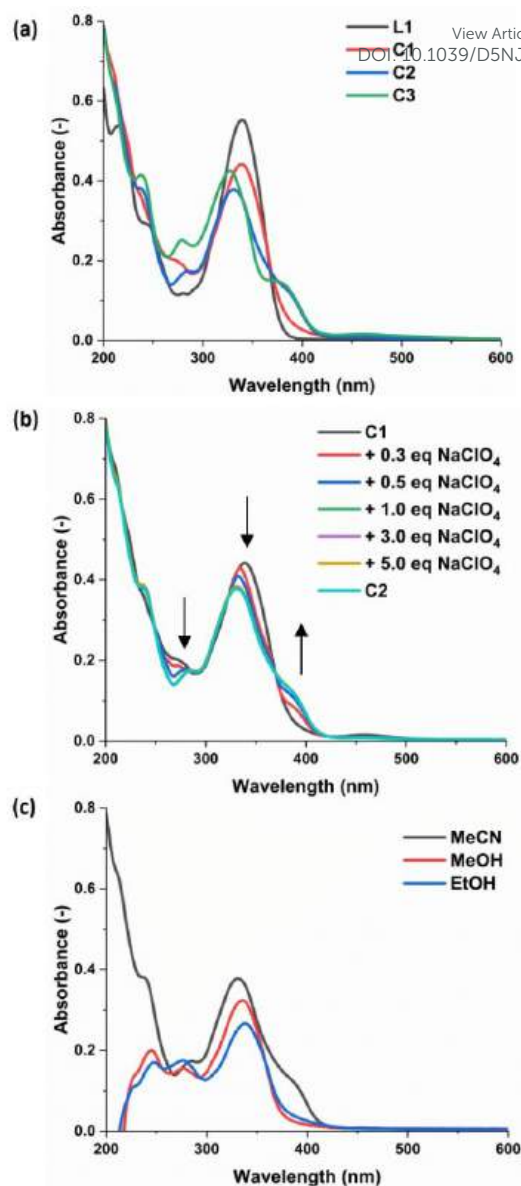 View Artic
DOI: 10.1039/D5NJ
(a)
L1
C1
C2
C3
Absorbance (-)
0.8
0.6
0.4
0.2
0.0
200 300 400 500 600
Wavelength (nm)
(b)
C1
+ 0.3 eq NaClO₄
+ 0.5 eq NaClO₄
+ 1.0 eq NaClO₄
+ 3.0 eq NaClO₄
+ 5.0 eq NaClO₄
C2
Absorbance (-)
0.8
0.6
0.4
0.2
0.0
200 300 400 500 600
Wavelength (nm)
(c)
MeCN
MeOH
EtOH
Absorbance (-)
0.8
0.6
0.4
0.2
0.0
200 300 400 500 600
Wavelength (nm)